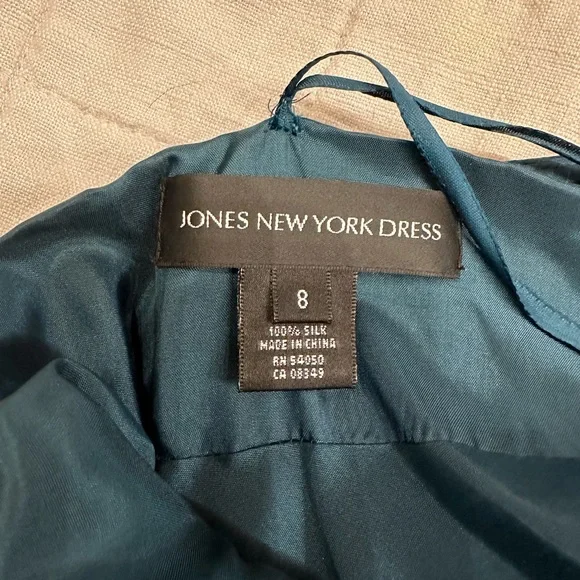 JONES NEW YORK DRESS
8
100% SILK
MADE IN CHINA
RN 54050
CA 08349